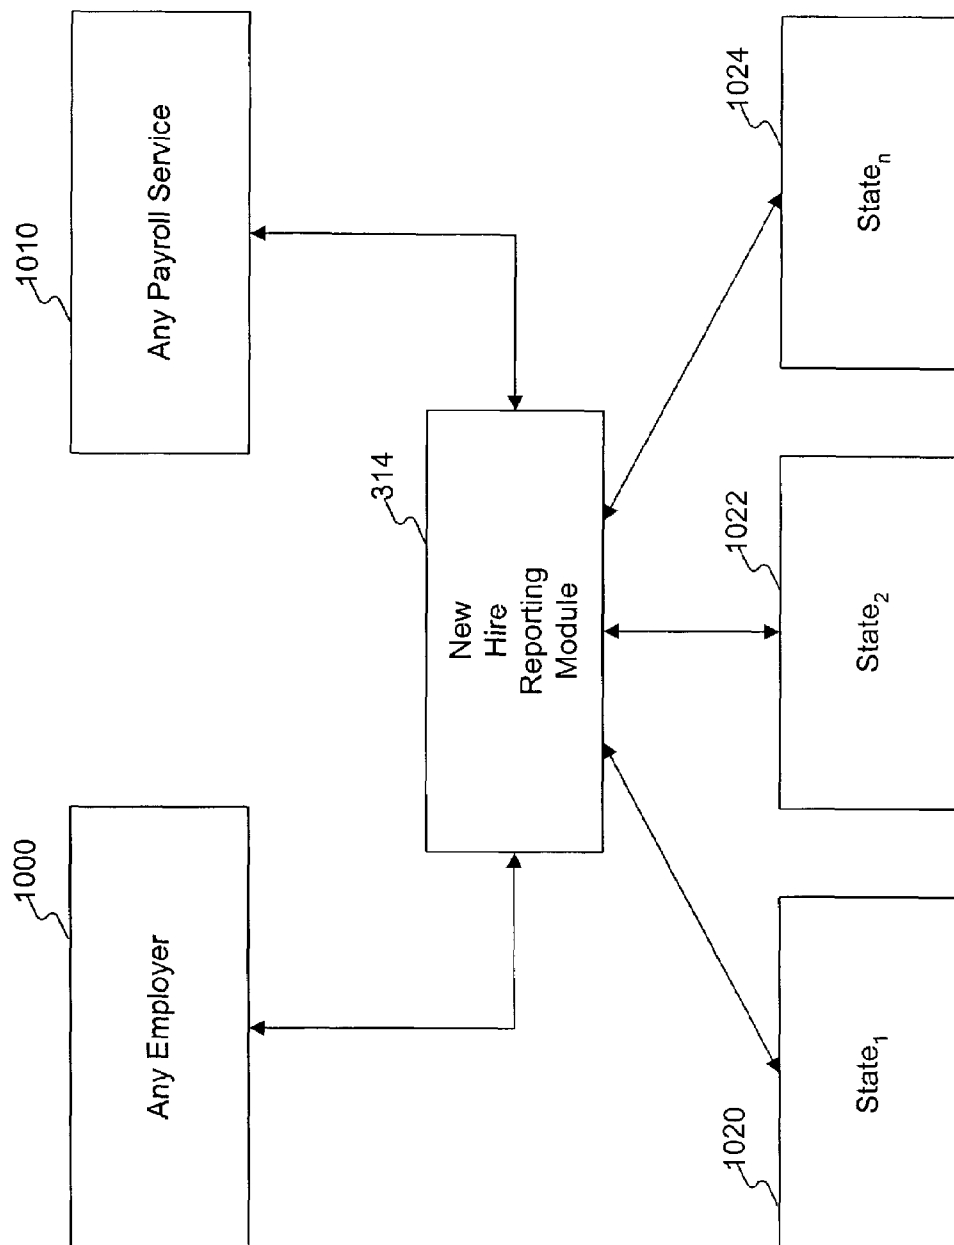 1000
Any Employer
1010
Any Payroll Service
314
New
Hire
Reporting
Module
1020
State₁
1022
State₂
1024
Stateₙ